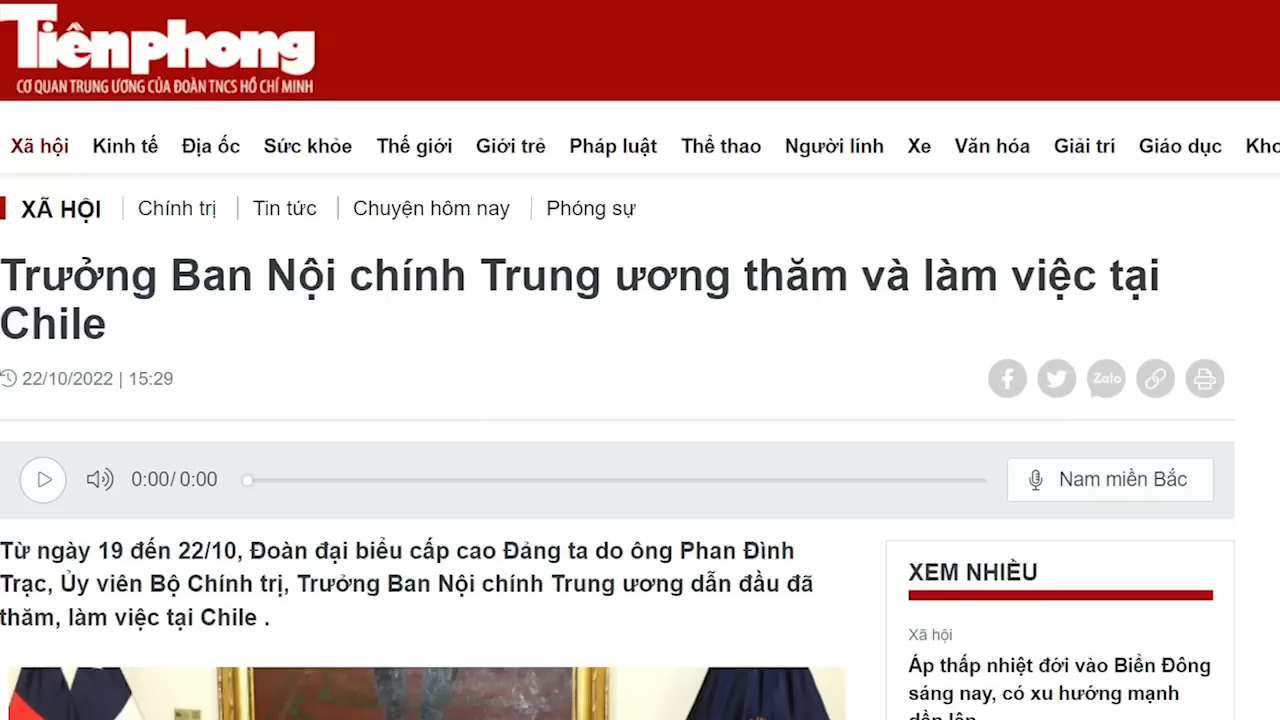 Tiềnphong
CƠ QUAN TRUNG ƯƠNG CỦA ĐOÀN TNCS HỒ CHÍ MINH
Xã hội Kinh tế Địa ốc Sức khỏe Thế giới Giới trẻ Pháp luật Thể thao Người lính Xe Văn hóa Giải trí Giáo dục
XÃ HỘI Chính trị Tin tức Chuyện hôm nay Phóng sự
Trưởng Ban Nội chính Trung ương thăm và làm việc tại
Chile
22/10/2022 | 15:29
Zalo
0:00/ 0:00
Nam miền Bắc
Từ ngày 19 đến 22/10, Đoàn đại biểu cấp cao Đảng ta do ông Phan Đình
Trạc, Ủy viên Bộ Chính trị, Trưởng Ban Nội chính Trung ương dẫn đầu đã
thăm, làm việc tại Chile .
XEM NHIỀU
Xã hội
Áp thấp nhiệt đới vào Biển Đông
sáng nay, có xu hướng mạnh
dần lên